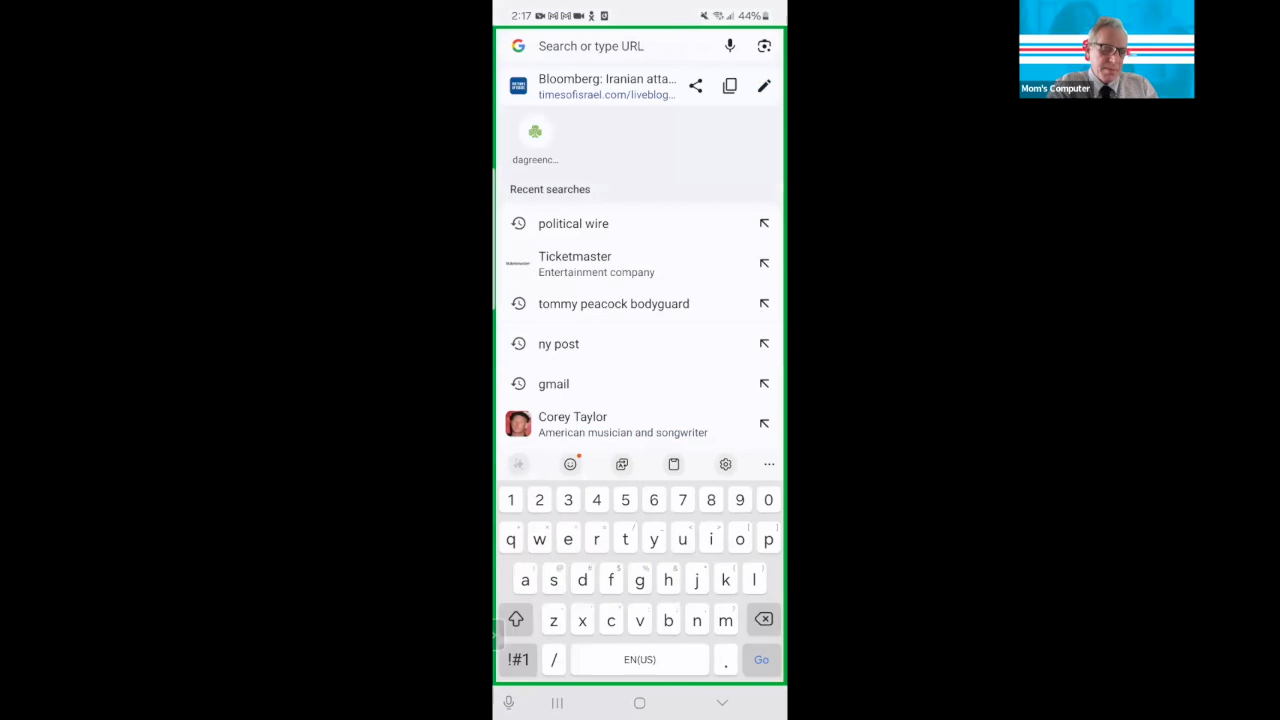 2:17
44%
Search or type URL
Bloomberg: Iranian atta...
timesofisrael.com/liveblog...
dagreenc...
Recent searches
political wire
Ticketmaster
Entertainment company
tommy peacock bodyguard
ny post
gmail
Corey Taylor
American musician and songwriter
1 2 3 4 5 6 7 8 9 0
q w e r t y u i o p
a s d f g h j k l
z x c v b n m
!#1 / EN(US) . Go
Mom's Computer